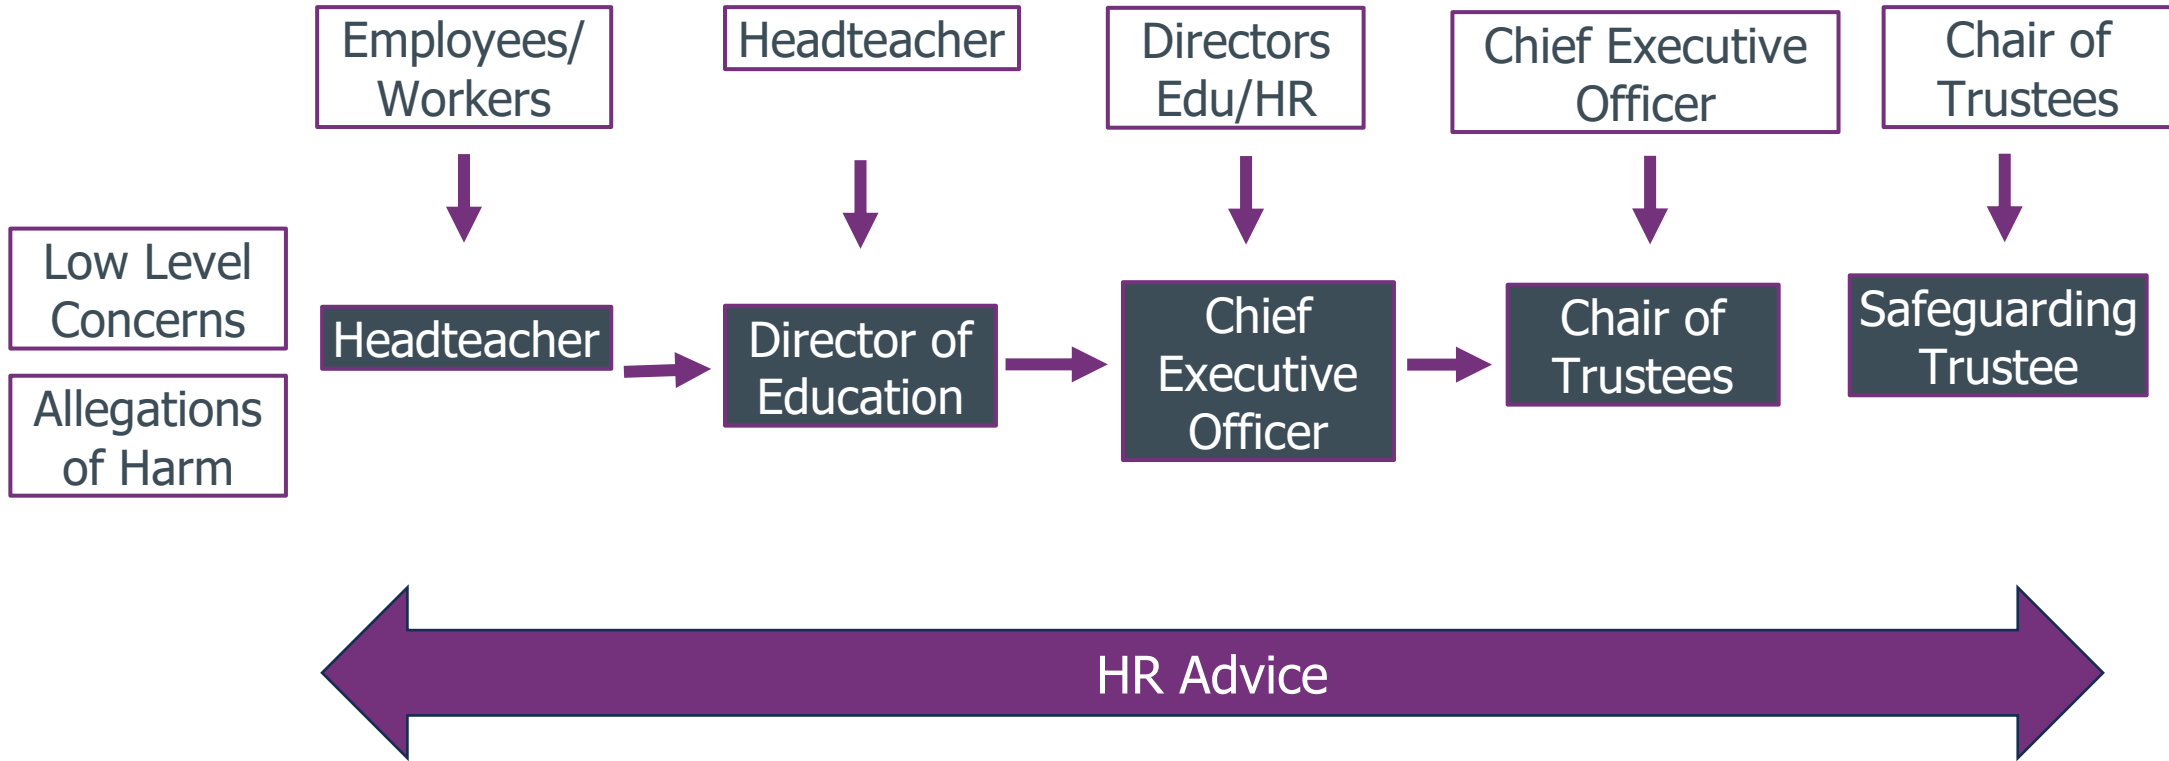 Employees/
Workers
Headteacher
Directors
Edu/HR
Chief Executive
Officer
Chair of
Trustees
Low Level
Concerns
Allegations
of Harm
Headteacher
Director of
Education
Chief
Executive
Officer
Chair of
Trustees
Safeguarding
Trustee
HR Advice